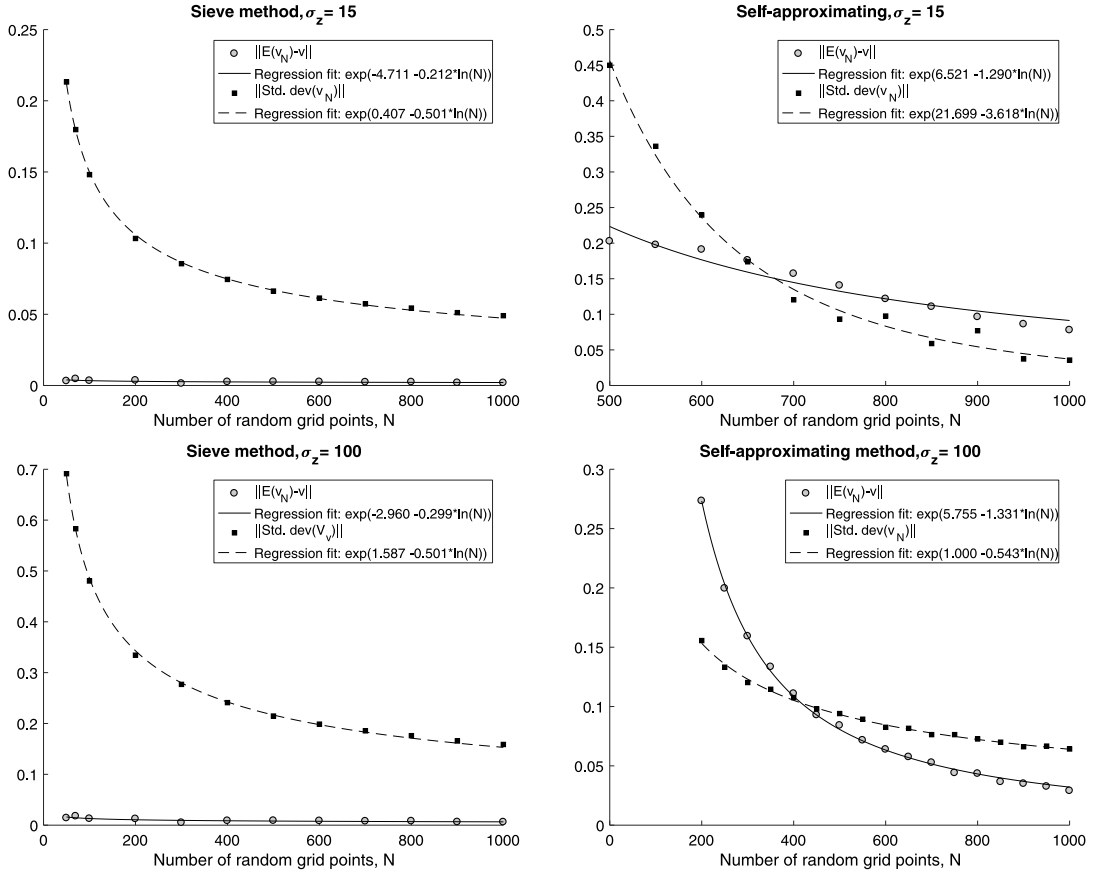 Sieve method,σz= 15
0.25
0.2
0.15
0.1
0.05
0
||E(vN)-v||
Regression fit: exp(-4.711 -0.212*ln(N))
||Std. dev(vN)||
Regression fit: exp(0.407 -0.501*ln(N))
0 200 400 600 800 1000
Number of random grid points, N
Self-approximating,σz= 15
0.5
0.45
0.4
0.35
0.3
0.25
0.2
0.15
0.1
0.05
0
||E(vN)-v||
Regression fit: exp(6.521 -1.290*ln(N))
||Std. dev(vN)||
Regression fit: exp(21.699 -3.618*ln(N))
500 600 700 800 900 1000
Number of random grid points, N
Sieve method,σz= 100
0.7
0.6
0.5
0.4
0.3
0.2
0.1
0
||E(vN)-v||
Regression fit: exp(-2.960 -0.299*ln(N))
||Std. dev(Vv)||
Regression fit: exp(1.587 -0.501*ln(N))
0 200 400 600 800 1000
Number of random grid points, N
Self-approximating method,σz= 100
0.3
0.25
0.2
0.15
0.1
0.05
0
||E(vN)-v||
Regression fit: exp(5.755 -1.331*ln(N))
||Std. dev(vN)||
Regression fit: exp(1.000 -0.543*ln(N))
0 200 400 600 800 1000
Number of random grid points, N